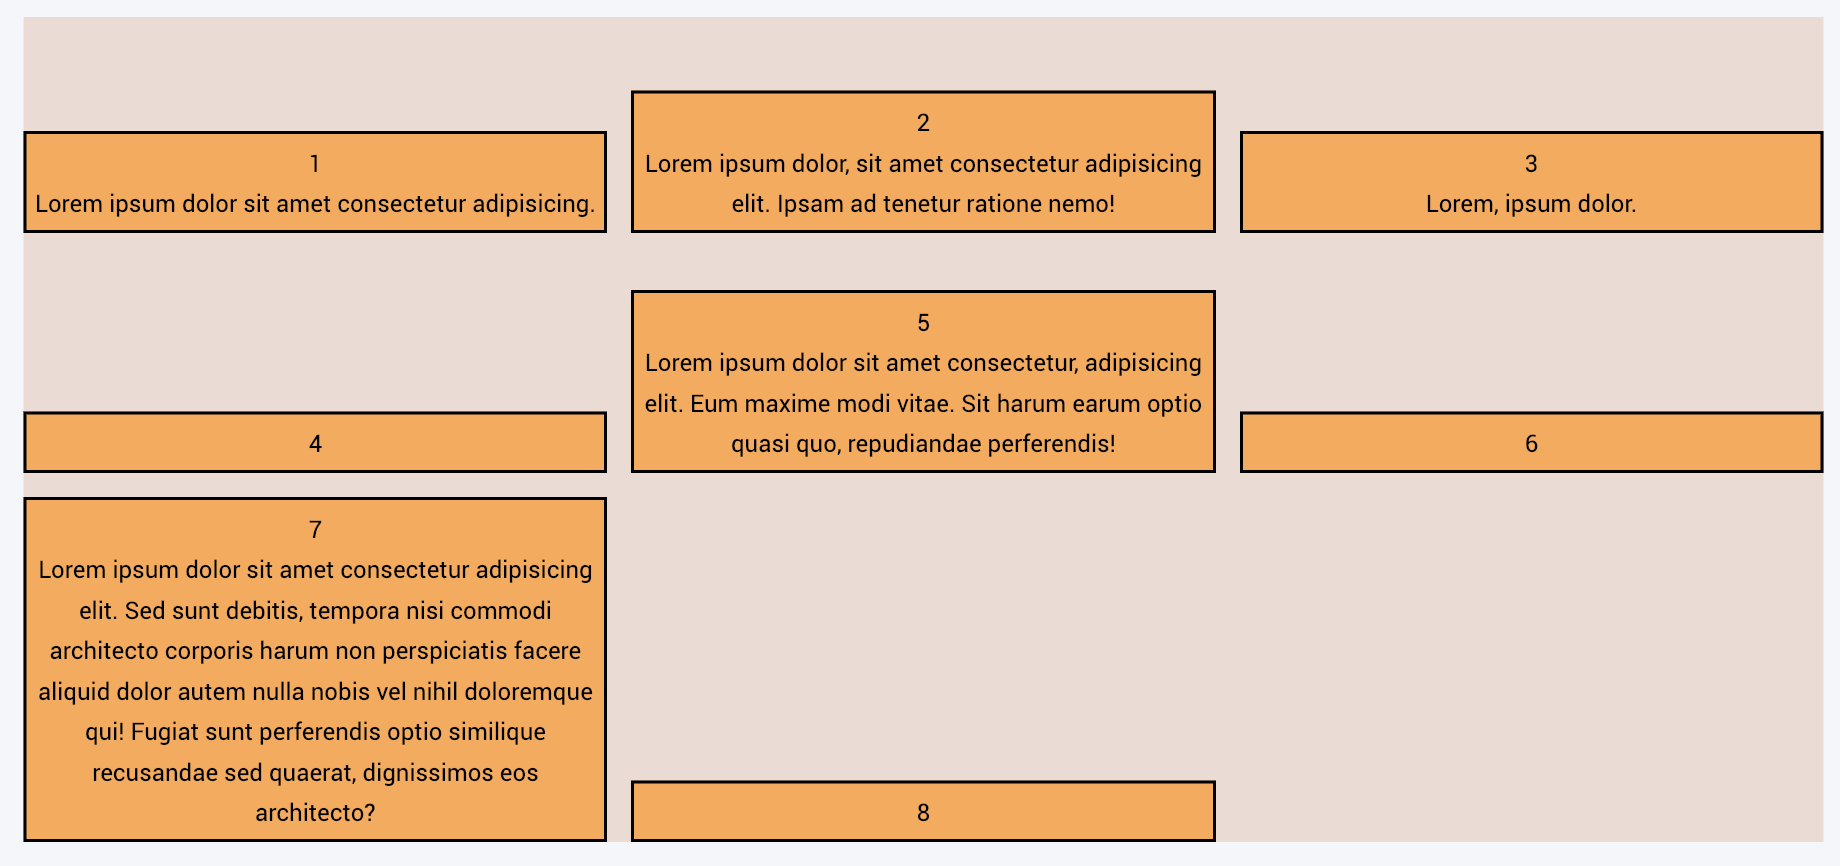 1
Lorem ipsum dolor sit amet consectetur adipisicing.
2
Lorem ipsum dolor, sit amet consectetur adipisicing
elit. Ipsam ad tenetur ratione nemo!
3
Lorem, ipsum dolor.
4
5
Lorem ipsum dolor sit amet consectetur, adipisicing
elit. Eum maxime modi vitae. Sit harum earum optio
quasi quo, repudiandae perferendis!
6
7
Lorem ipsum dolor sit amet consectetur adipisicing
elit. Sed sunt debitis, tempora nisi commodi
architecto corporis harum non perspiciatis facere
aliquid dolor autem nulla nobis vel nihil doloremque
qui! Fugiat sunt perferendis optio similique
recusandae sed quaerat, dignissimos eos
architecto?
8